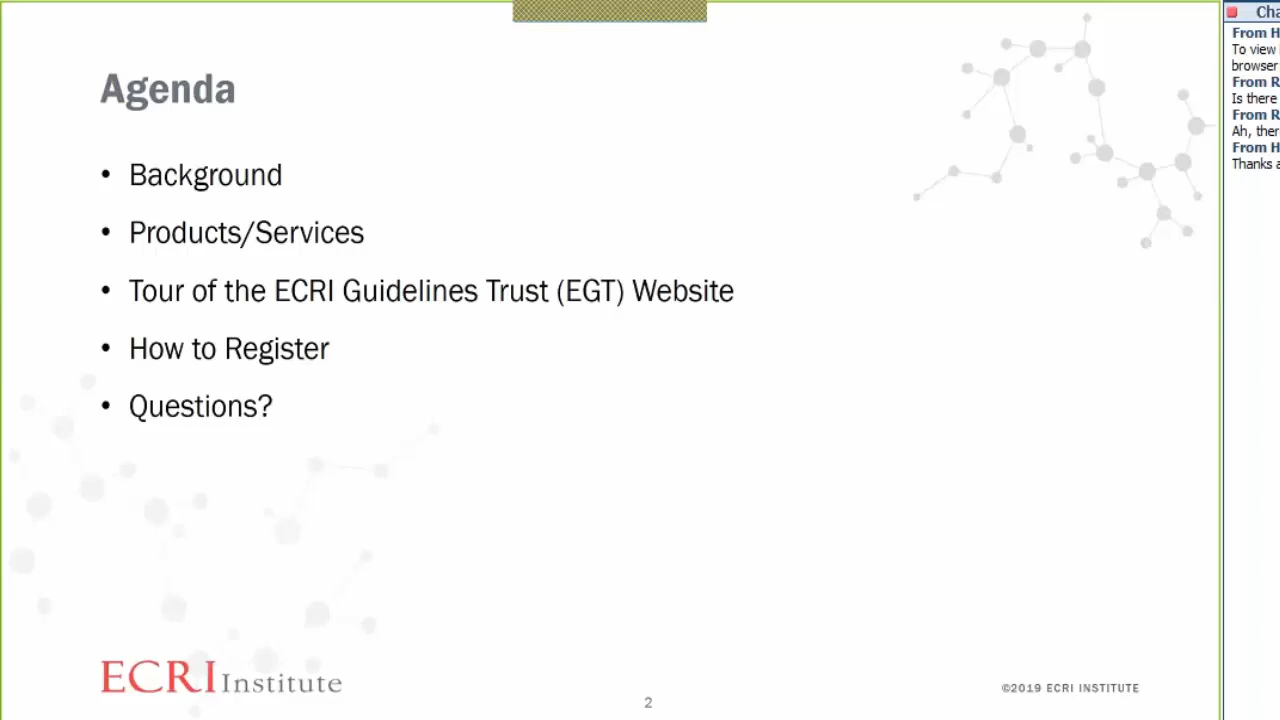 Agenda
• Background
• Products/Services
• Tour of the ECRI Guidelines Trust (EGT) Website
• How to Register
• Questions?
ECRI Institute
2
©2019 ECRI INSTITUTE
From H
To view
browser
From R
Is there
From R
Ah, ther
From H
Thanks a